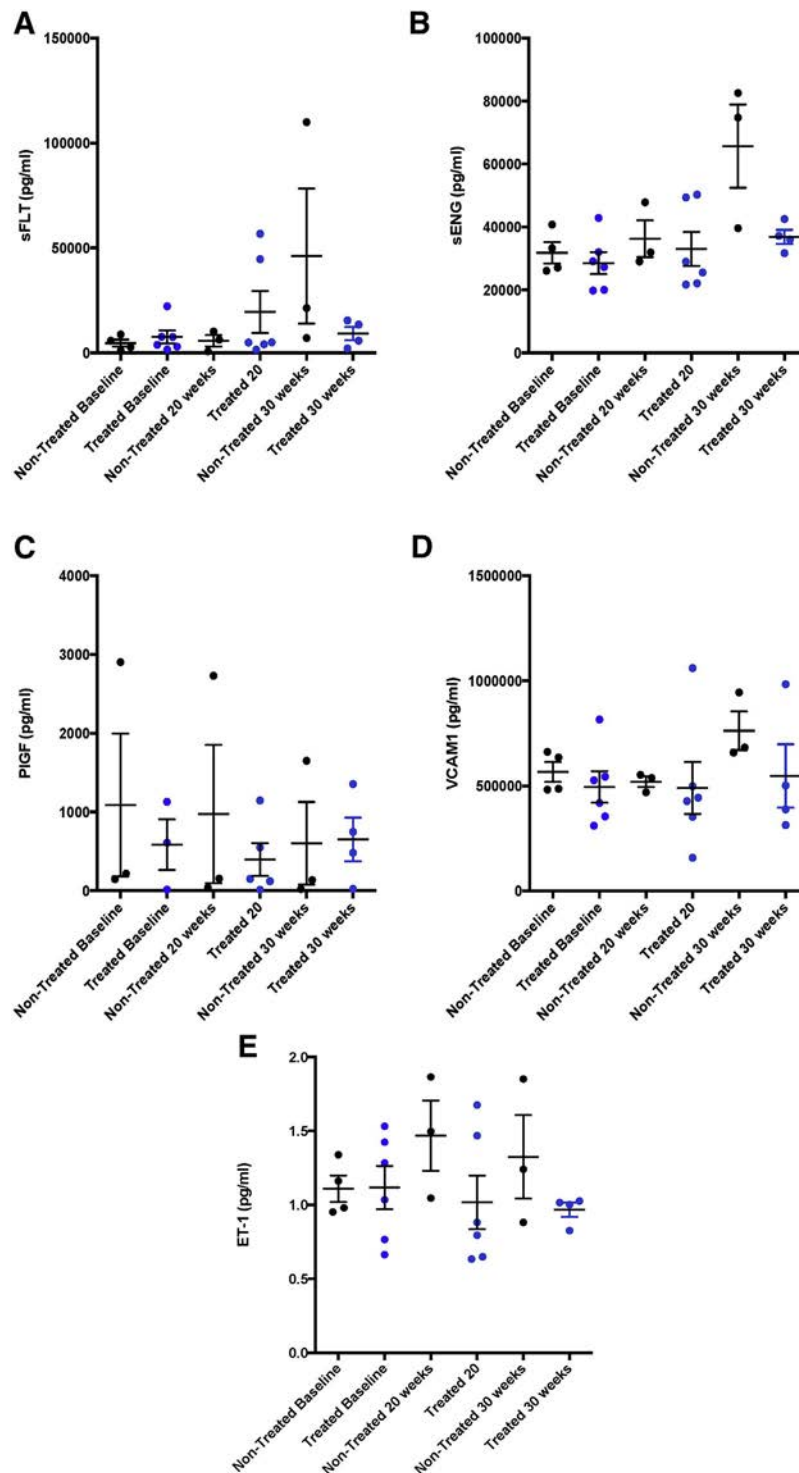 A
150000
100000
50000
0
sFLT (pg/ml)
Non-Treated Baseline
Treated Baseline
Non-Treated 20 weeks
Treated 20
Non-Treated 30 weeks
Treated 30 weeks
B
100000
80000
60000
40000
20000
0
sENG (pg/ml)
Non-Treated Baseline
Treated Baseline
Non-Treated 20 weeks
Treated 20
Non-Treated 30 weeks
Treated 30 weeks
C
4000
3000
2000
1000
0
PlGF (pg/ml)
Non-Treated Baseline
Treated Baseline
Non-Treated 20 weeks
Treated 20
Non-Treated 30 weeks
Treated 30 weeks
D
1500000
1000000
500000
0
VCAM1 (pg/ml)
Non-Treated Baseline
Treated Baseline
Non-Treated 20 weeks
Treated 20
Non-Treated 30 weeks
Treated 30 weeks
E
2.0
1.5
1.0
0.5
0.0
ET-1 (pg/ml)
Non-Treated Baseline
Treated Baseline
Non-Treated 20 weeks
Treated 20
Non-Treated 30 weeks
Treated 30 weeks